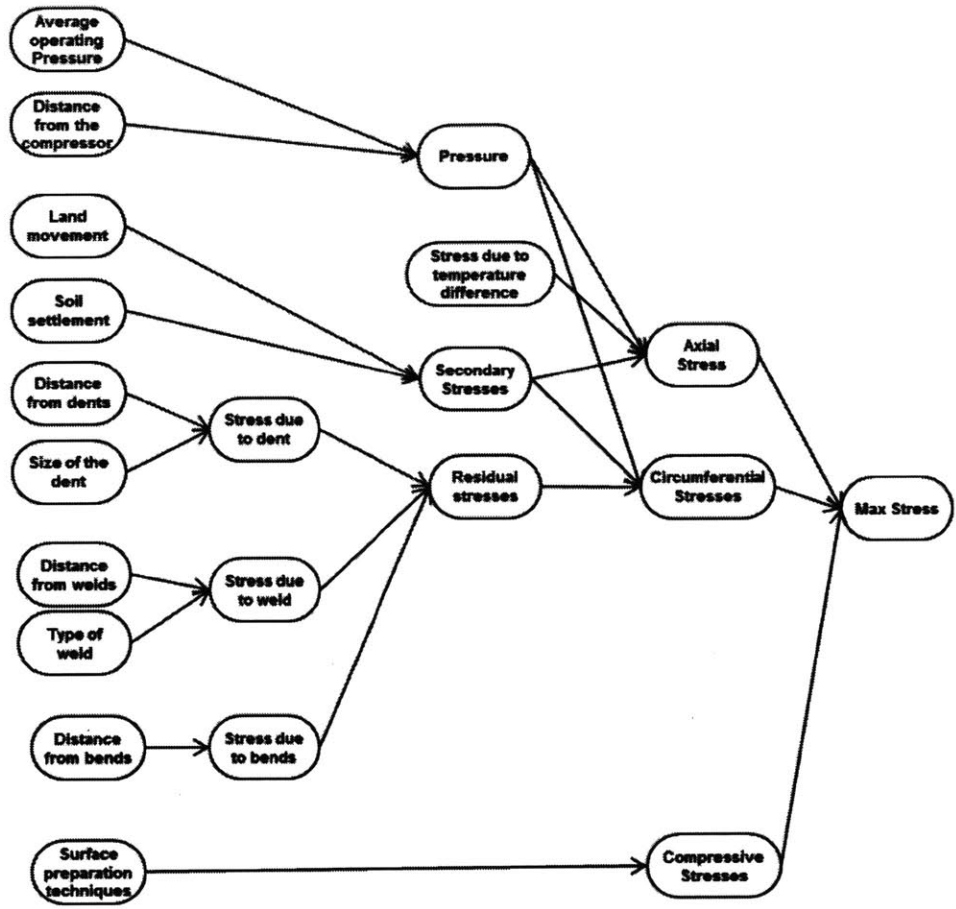 Average
operating
Pressure
Distance
from the
compressor
Pressure
Land
movement
Stress due to
temperature
difference
Soil
settlement
Axial
Stress
Secondary
Stresses
Distance
from dents
Stress due
to dent
Size of the
dent
Residual
stresses
Circumferential
Stresses
Max Stress
Distance
from welds
Stress due
to weld
Type of
weld
Distance
from bends
Stress due
to bends
Surface
preparation
techniques
Compressive
Stresses